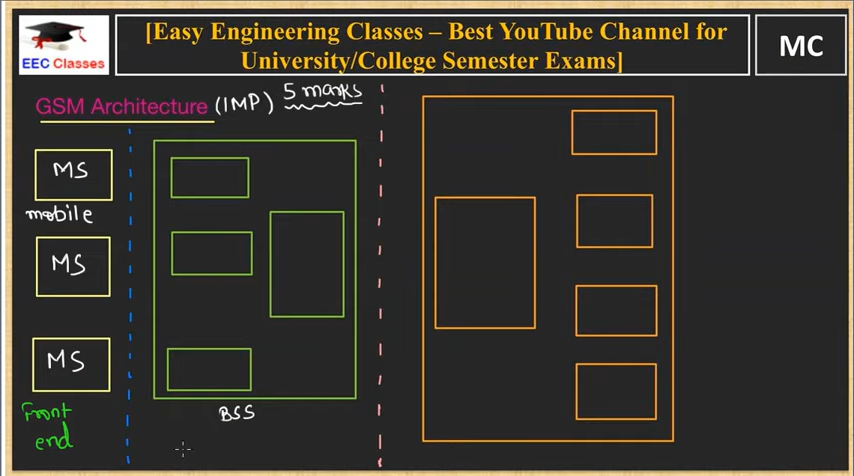 [Easy Engineering Classes – Best YouTube Channel for
University/College Semester Exams]
MC
EEC Classes
GSM Architecture (IMP) 5 marks
MS
mobile
MS
MS
Front
end
BSS